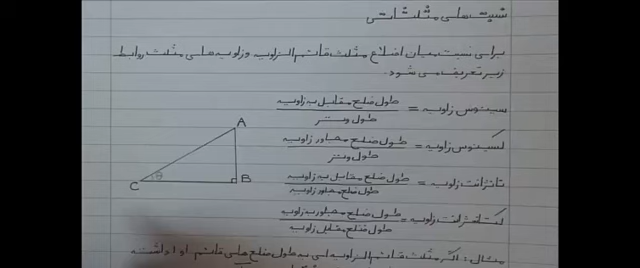 نسبت‌های مثلثاتی
برای نسبت میان اضلاع مثلث قائم الزاویه و زاویه‌های مثلث روابط
زیر تعریف می‌شود.
سینوس زاویه = طول ضلع مقابل به زاویه / طول وتر
کسینوس زاویه = طول ضلع مجاور زاویه / طول وتر
تانژانت زاویه = طول ضلع مقابل به زاویه / طول ضلع مجاور زاویه
کتانژانت زاویه = طول ضلع مجاور به زاویه / طول ضلع مقابل زاویه
A
B
C
θ
مثال: اگر مثلث قائم الزاویه ای به طول ضلع‌های قائم